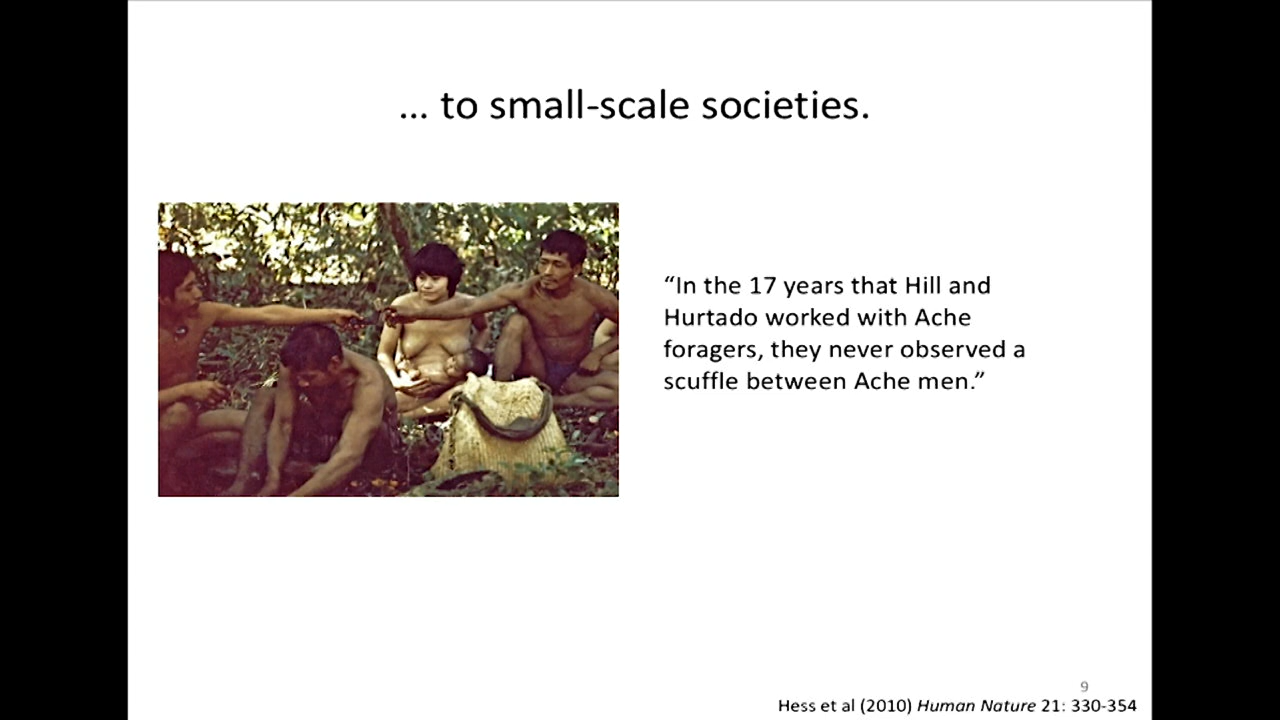 ... to small-scale societies.
“In the 17 years that Hill and
Hurtado worked with Ache
foragers, they never observed a
scuffle between Ache men.”
9
Hess et al (2010) Human Nature 21: 330-354